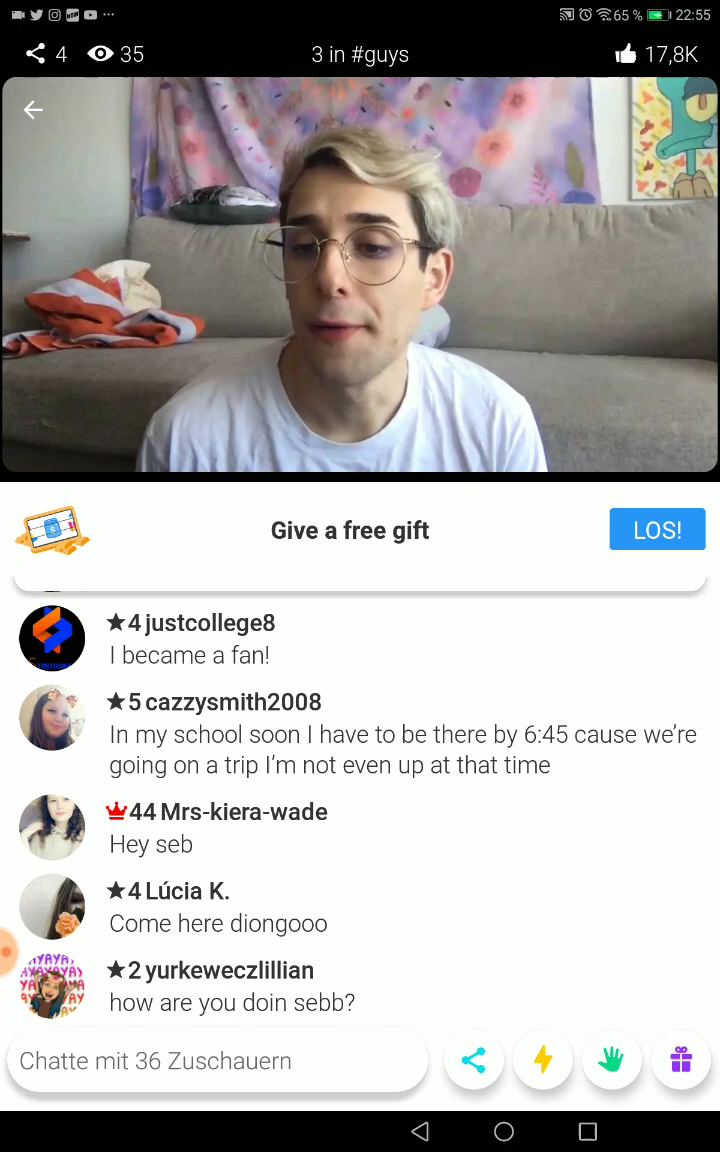 65 % 22:55
4 35 3 in #guys 17,8K
Give a free gift LOS!
4 justcollege8
I became a fan!
5 cazzysmith2008
In my school soon I have to be there by 6:45 cause we’re
going on a trip I’m not even up at that time
44 Mrs-kiera-wade
Hey seb
4 Lúcia K.
Come here diongooo
2 yurkeweczlillian
how are you doin sebb?
Chatte mit 36 Zuschauern